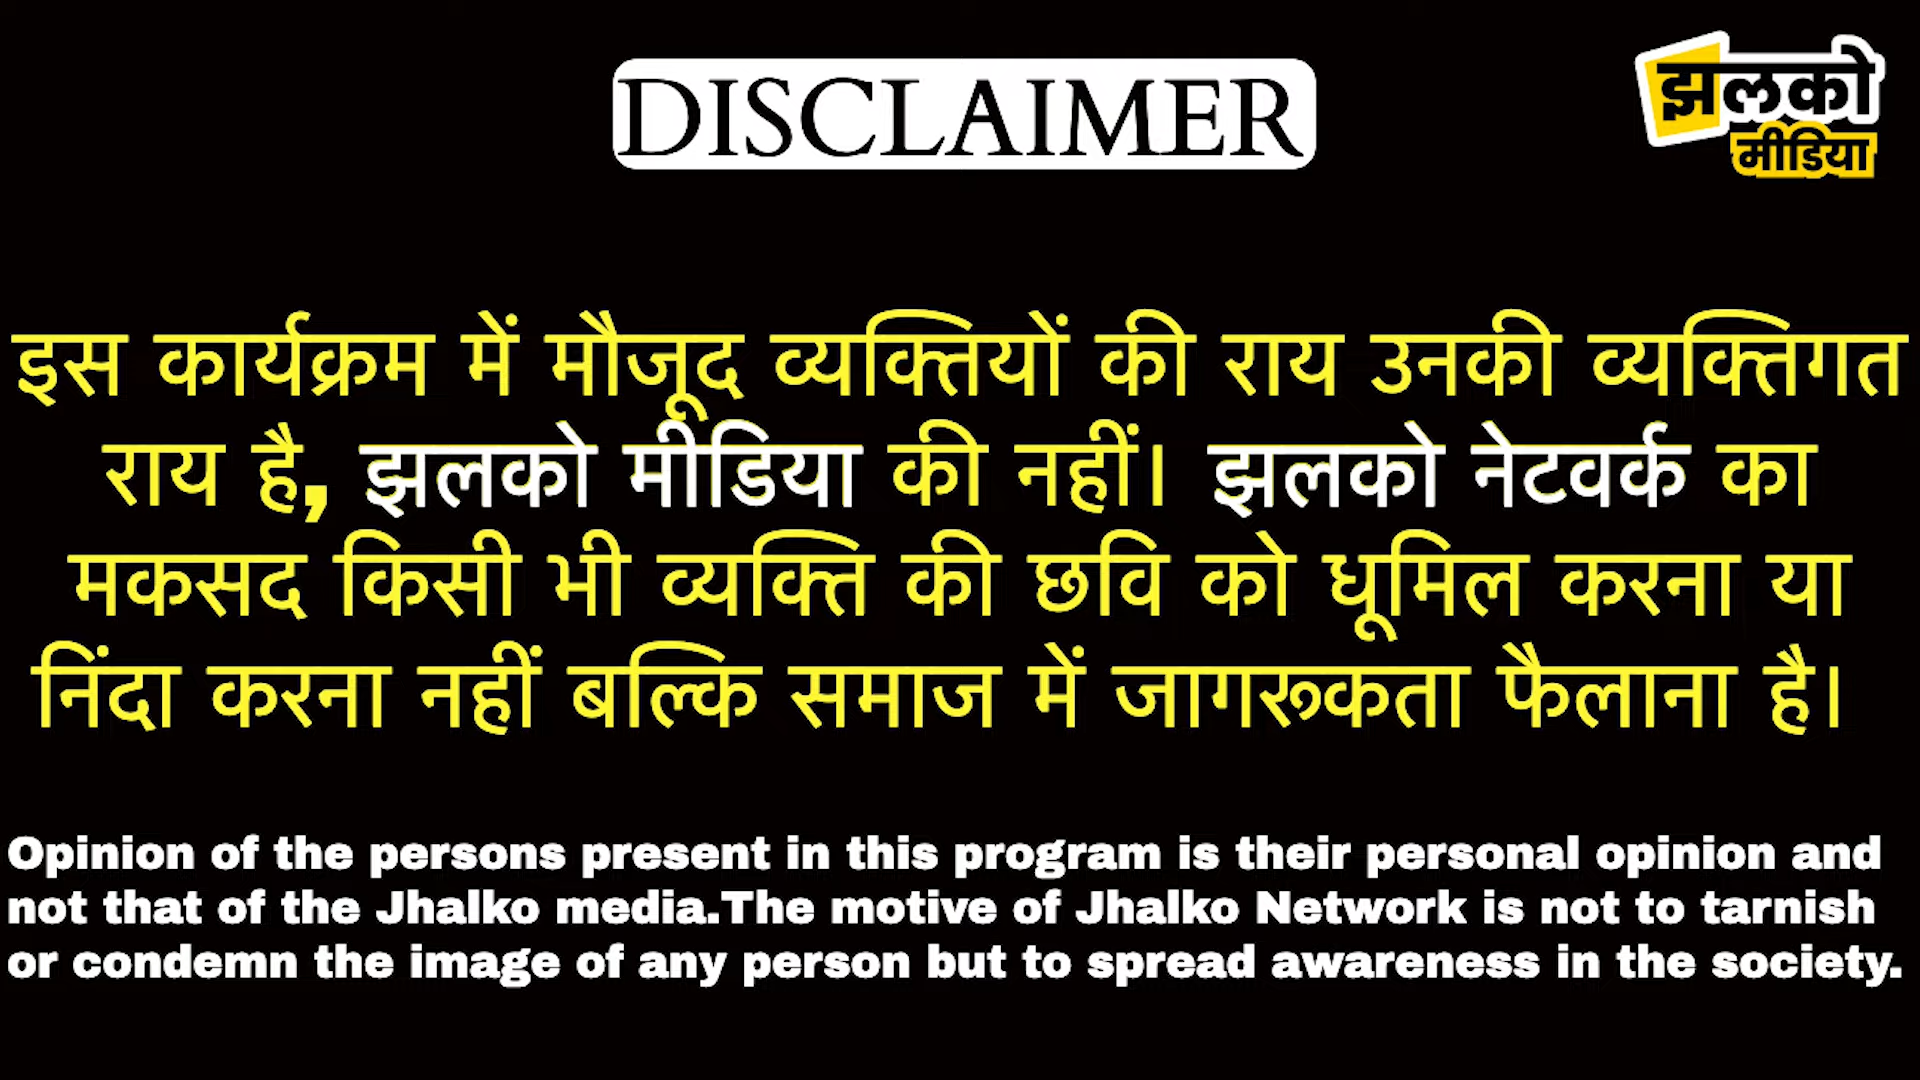 DISCLAIMER
झलको
मीडिया
इस कार्यक्रम में मौजूद व्यक्तियों की राय उनकी व्यक्तिगत
राय है, झलको मीडिया की नहीं। झलको नेटवर्क का
मकसद किसी भी व्यक्ति की छवि को धूमिल करना या
निंदा करना नहीं बल्कि समाज में जागरूकता फैलाना है।
Opinion of the persons present in this program is their personal opinion and
not that of the Jhalko media.The motive of Jhalko Network is not to tarnish
or condemn the image of any person but to spread awareness in the society.